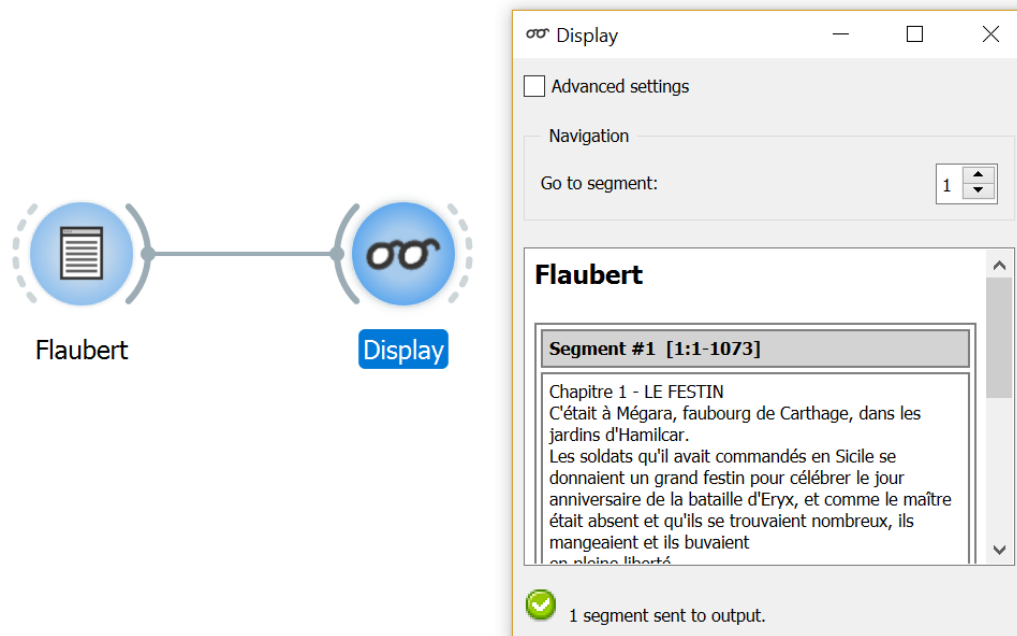 Flaubert
Display
Display
Advanced settings
Navigation
Go to segment:
1
Flaubert
Segment #1 [1:1-1073]
Chapitre 1 - LE FESTIN
C'était à Mégara, faubourg de Carthage, dans les
jardins d'Hamilcar.
Les soldats qu'il avait commandés en Sicile se
donnaient un grand festin pour célébrer le jour
anniversaire de la bataille d'Eryx, et comme le maître
était absent et qu'ils se trouvaient nombreux, ils
mangeaient et ils buvaient
en pleine liberté.
1 segment sent to output.